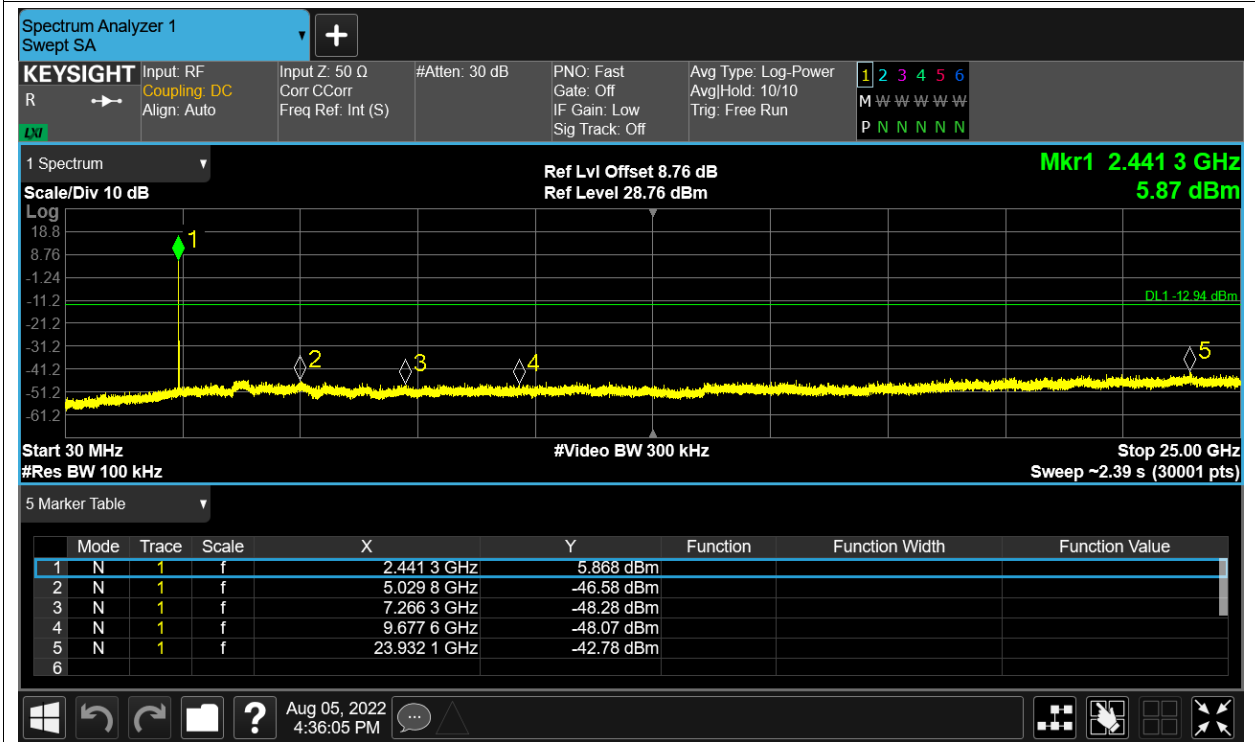 Spectrum Analyzer 1
Swept SA
KEYSIGHT Input: RF Input Z: 50 Ω #Atten: 30 dB PNO: Fast Avg Type: Log-Power 1 2 3 4 5 6
R Coupling: DC Corr CCorr Gate: Off Avg|Hold: 10/10 M W W W W W
Align: Auto Freq Ref: Int (S) IF Gain: Low Trig: Free Run
LXI Sig Track: Off P N N N N N
1 Spectrum Ref Lvl Offset 8.76 dB Mkr1 2.441 3 GHz
Scale/Div 10 dB Ref Level 28.76 dBm 5.87 dBm
Log
18.8
1
8.76
-1.24
-11.2 DL1 -12.94 dBm
-21.2
-31.2
2 3 4 5
-41.2
-51.2
-61.2
Start 30 MHz #Video BW 300 kHz Stop 25.00 GHz
#Res BW 100 kHz Sweep ~2.39 s (30001 pts)
5 Marker Table
Mode Trace Scale X Y Function Function Width Function Value
1 N 1 f 2.441 3 GHz 5.868 dBm
2 N 1 f 5.029 8 GHz -46.58 dBm
3 N 1 f 7.266 3 GHz -48.28 dBm
4 N 1 f 9.677 6 GHz -48.07 dBm
5 N 1 f 23.932 1 GHz -42.78 dBm
6
? Aug 05, 2022
4:36:05 PM